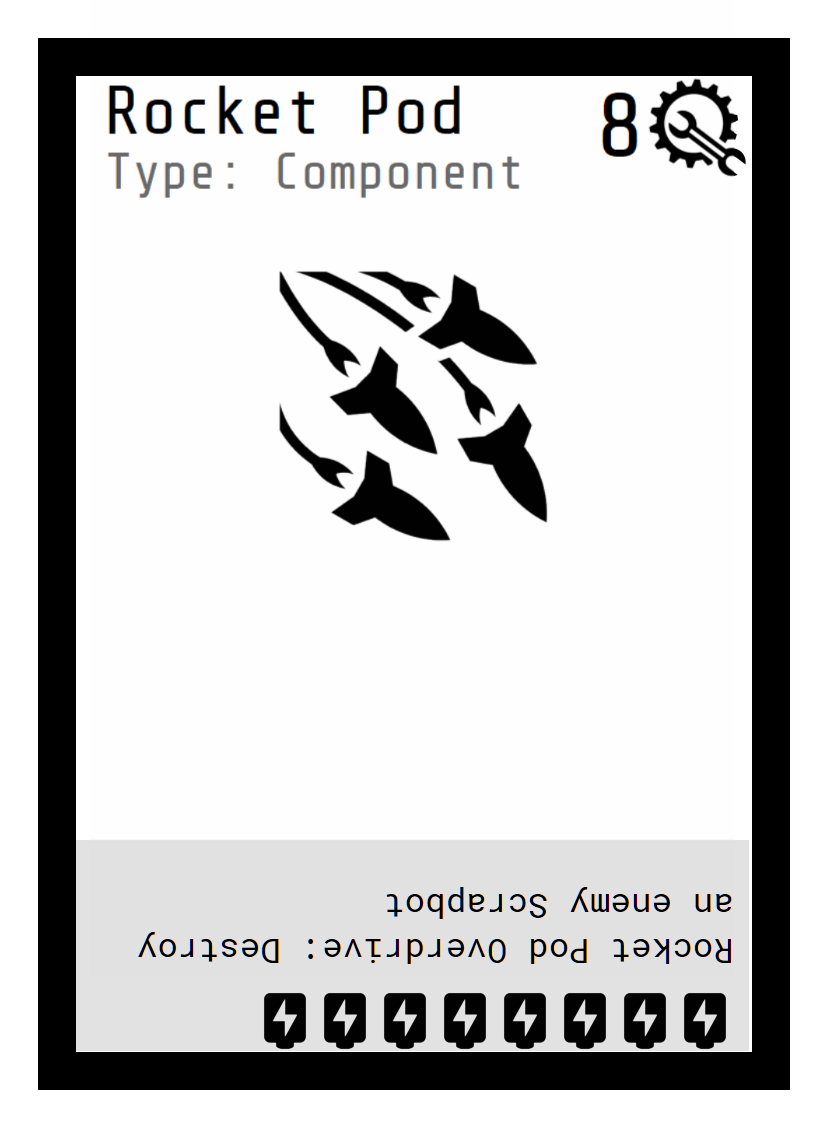 Rocket Pod
8
Type: Component
Rocket Pod Overdrive: Destroy
an enemy Scrapbot